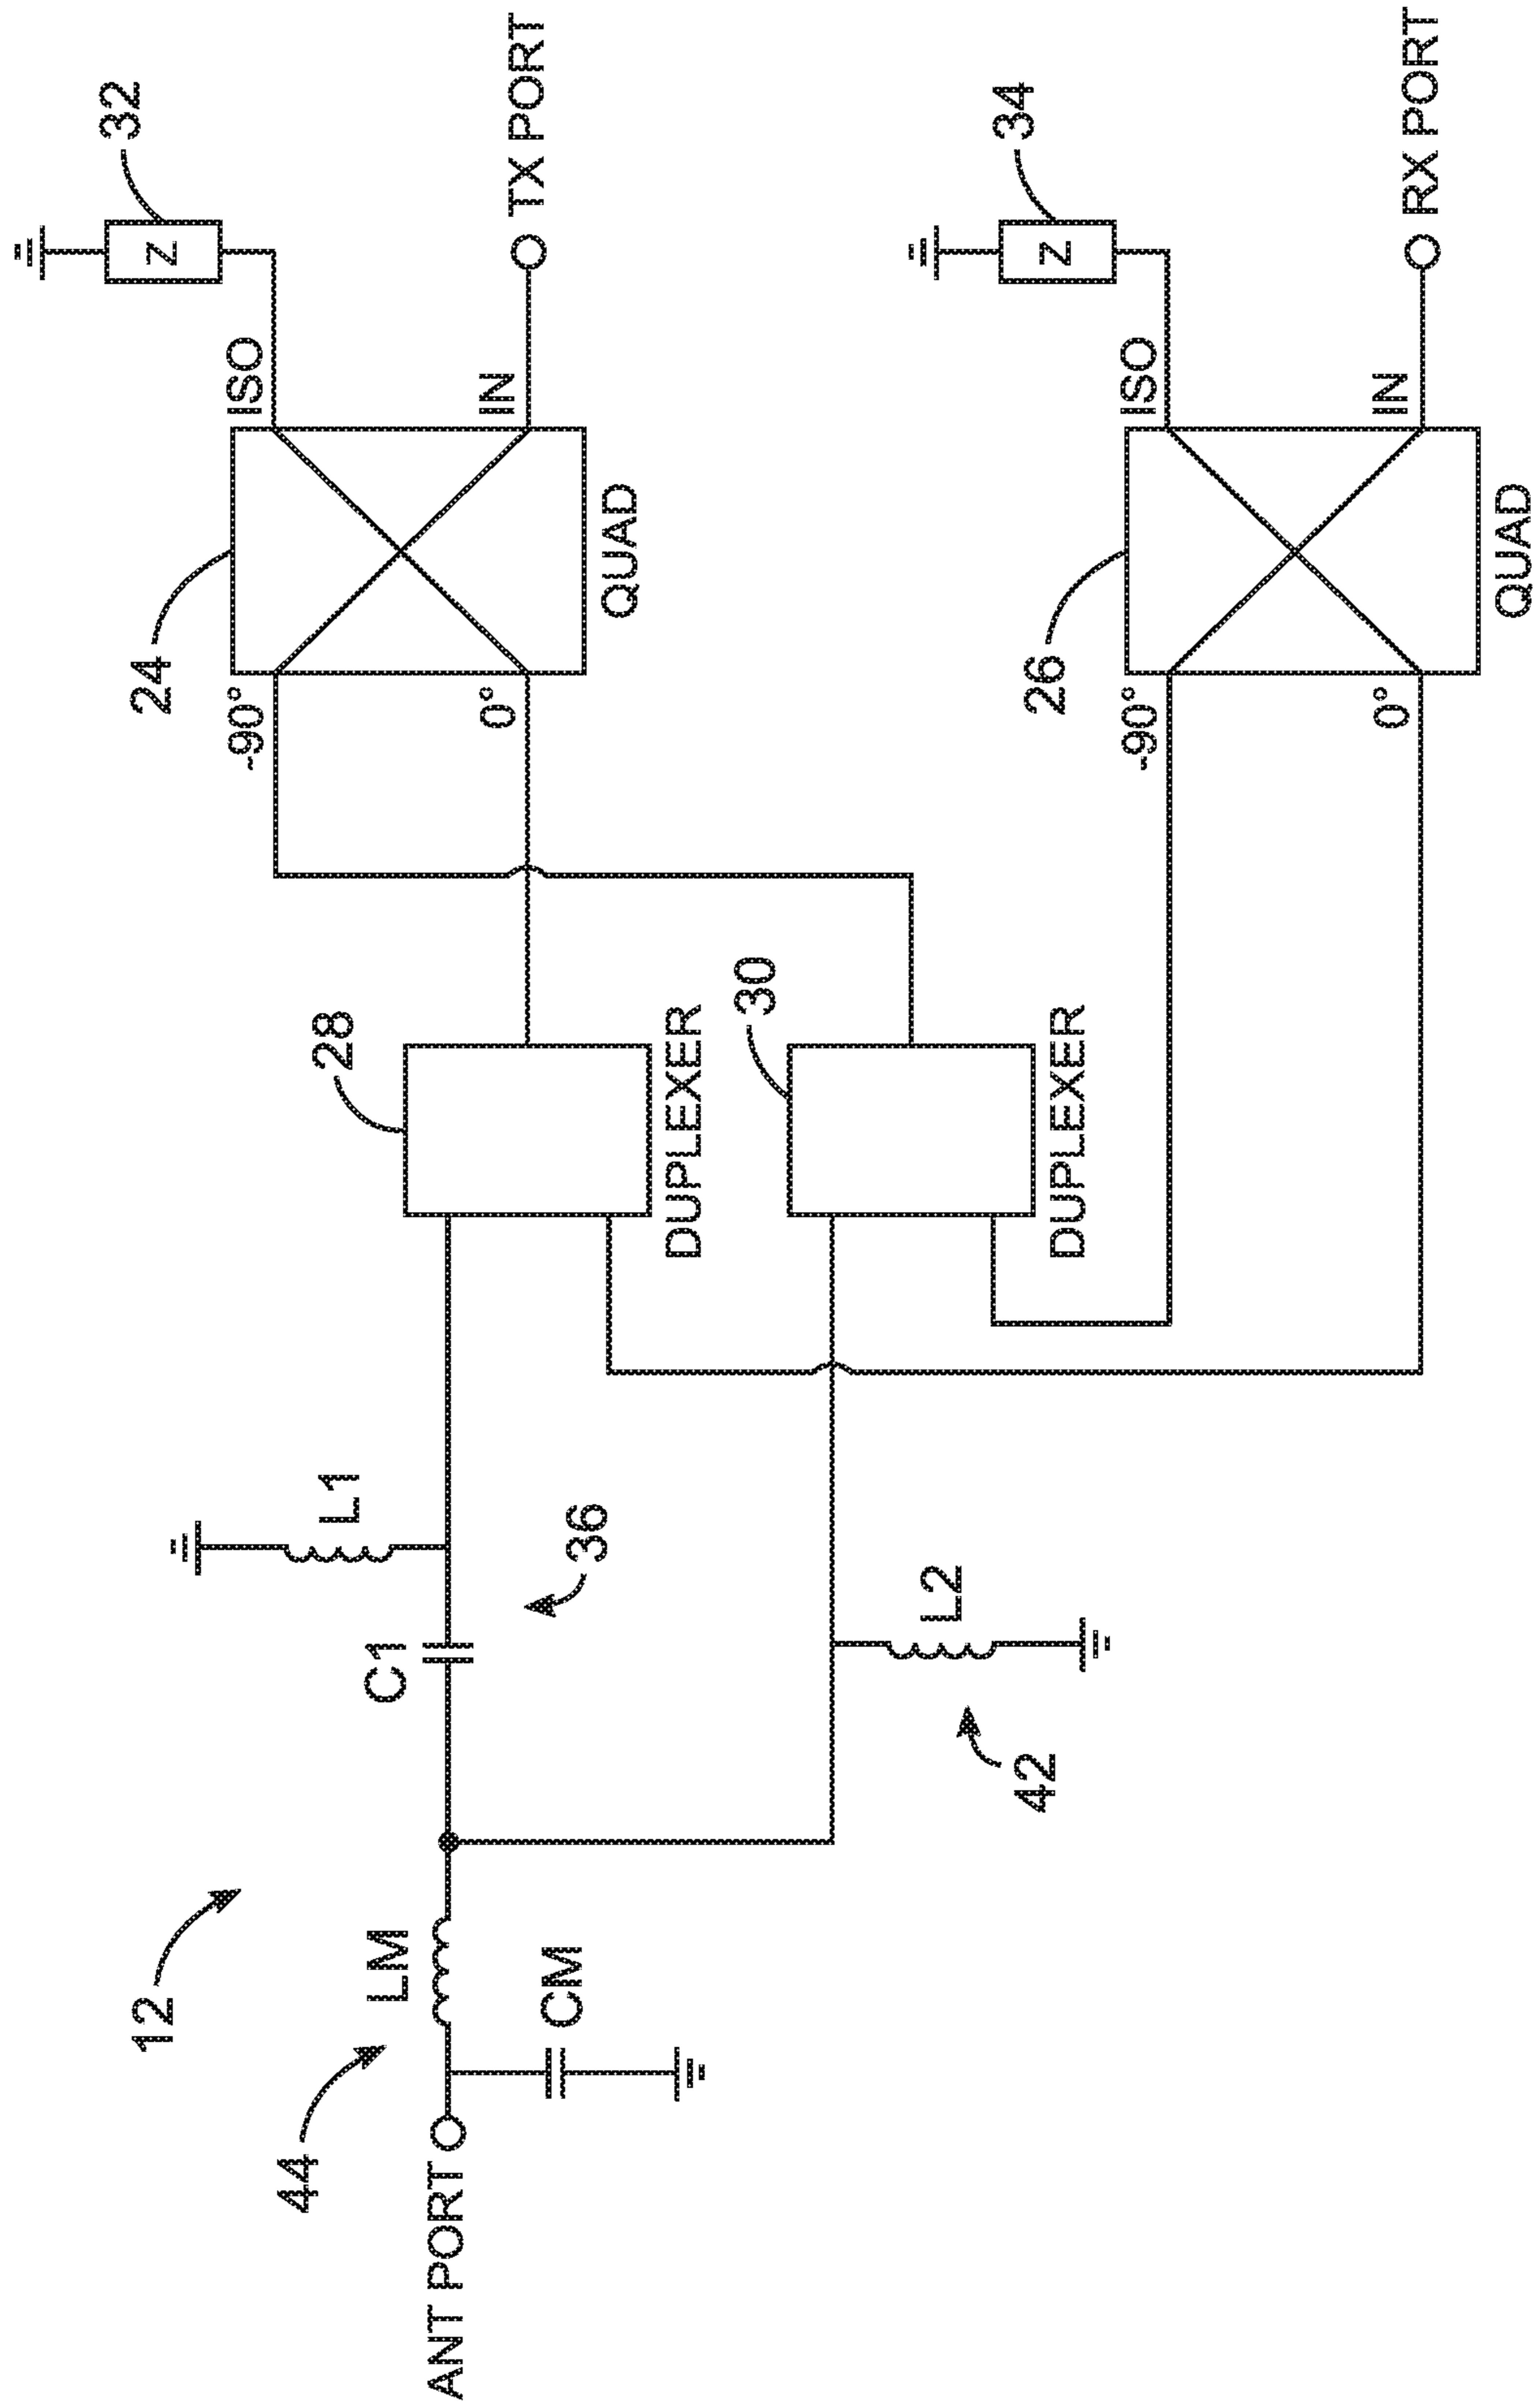 12
44
ANT PORT
LM
CM
C1
L1
36
42
L2
28
DUPLEXER
30
DUPLEXER
24
-90°
0°
ISO
IN
QUAD
32
Z
TX PORT
26
-90°
0°
ISO
IN
QUAD
34
Z
RX PORT